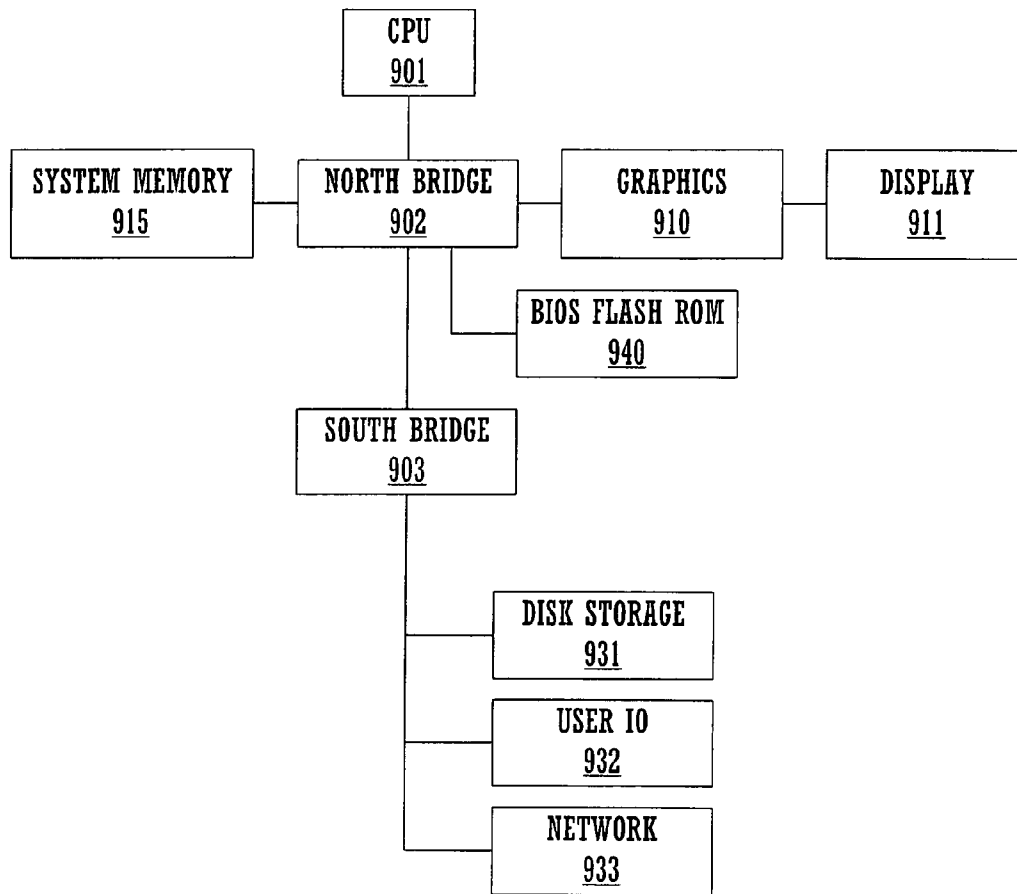 CPU
901
SYSTEM MEMORY
915
NORTH BRIDGE
902
GRAPHICS
910
DISPLAY
911
BIOS FLASH ROM
940
SOUTH BRIDGE
903
DISK STORAGE
931
USER IO
932
NETWORK
933